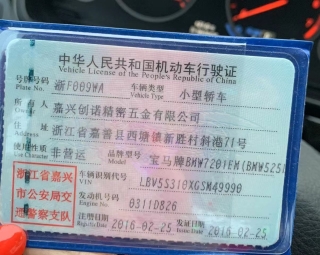 中华人民共和国机动车行驶证
Vehicle License of the People's Republic of China
号牌号码 浙F009WA 车辆类型 小型轿车
Plate No. Vehicle Type
所有人 嘉兴创诺精密五金有限公司
Owner
住址 浙江省嘉善县西塘镇新胜村斜港71号
Address
使用性质 非营运 品牌型号 宝马牌BMW7201EM(BMW525
Use Character Model
浙江省嘉兴 车辆识别代号 LBV5S310XGSM49990
VIN
市公安局交 发动机号码 0311DB26
Engine No.
通警察支队 注册日期 2016-02-25 发证日期 2016-02-25
Register Date Issue Date